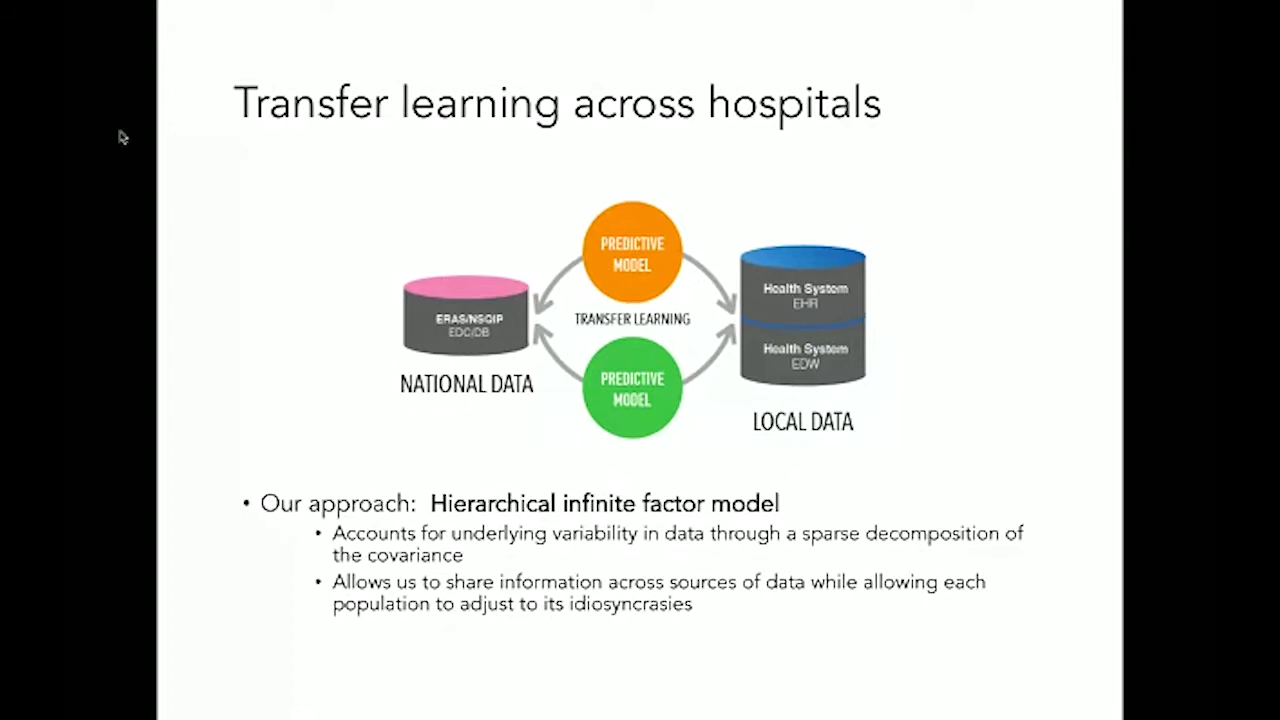 Transfer learning across hospitals
PREDICTIVE
MODEL
Health System
EHR
ERAS/NSQIP
EDC/DB
TRANSFER LEARNING
Health System
EDW
NATIONAL DATA
PREDICTIVE
MODEL
LOCAL DATA
• Our approach: Hierarchical infinite factor model
• Accounts for underlying variability in data through a sparse decomposition of
the covariance
• Allows us to share information across sources of data while allowing each
population to adjust to its idiosyncrasies